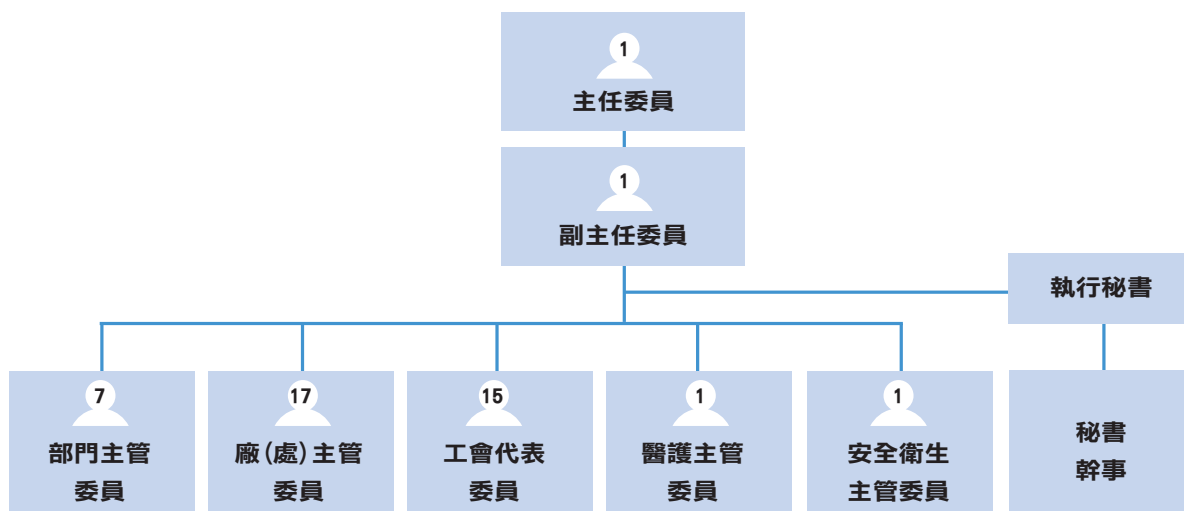 1
主任委員
1
副主任委員
執行秘書
7
部門主管
委員
17
廠(處)主管
委員
15
工會代表
委員
1
醫護主管
委員
1
安全衛生
主管委員
秘書
幹事